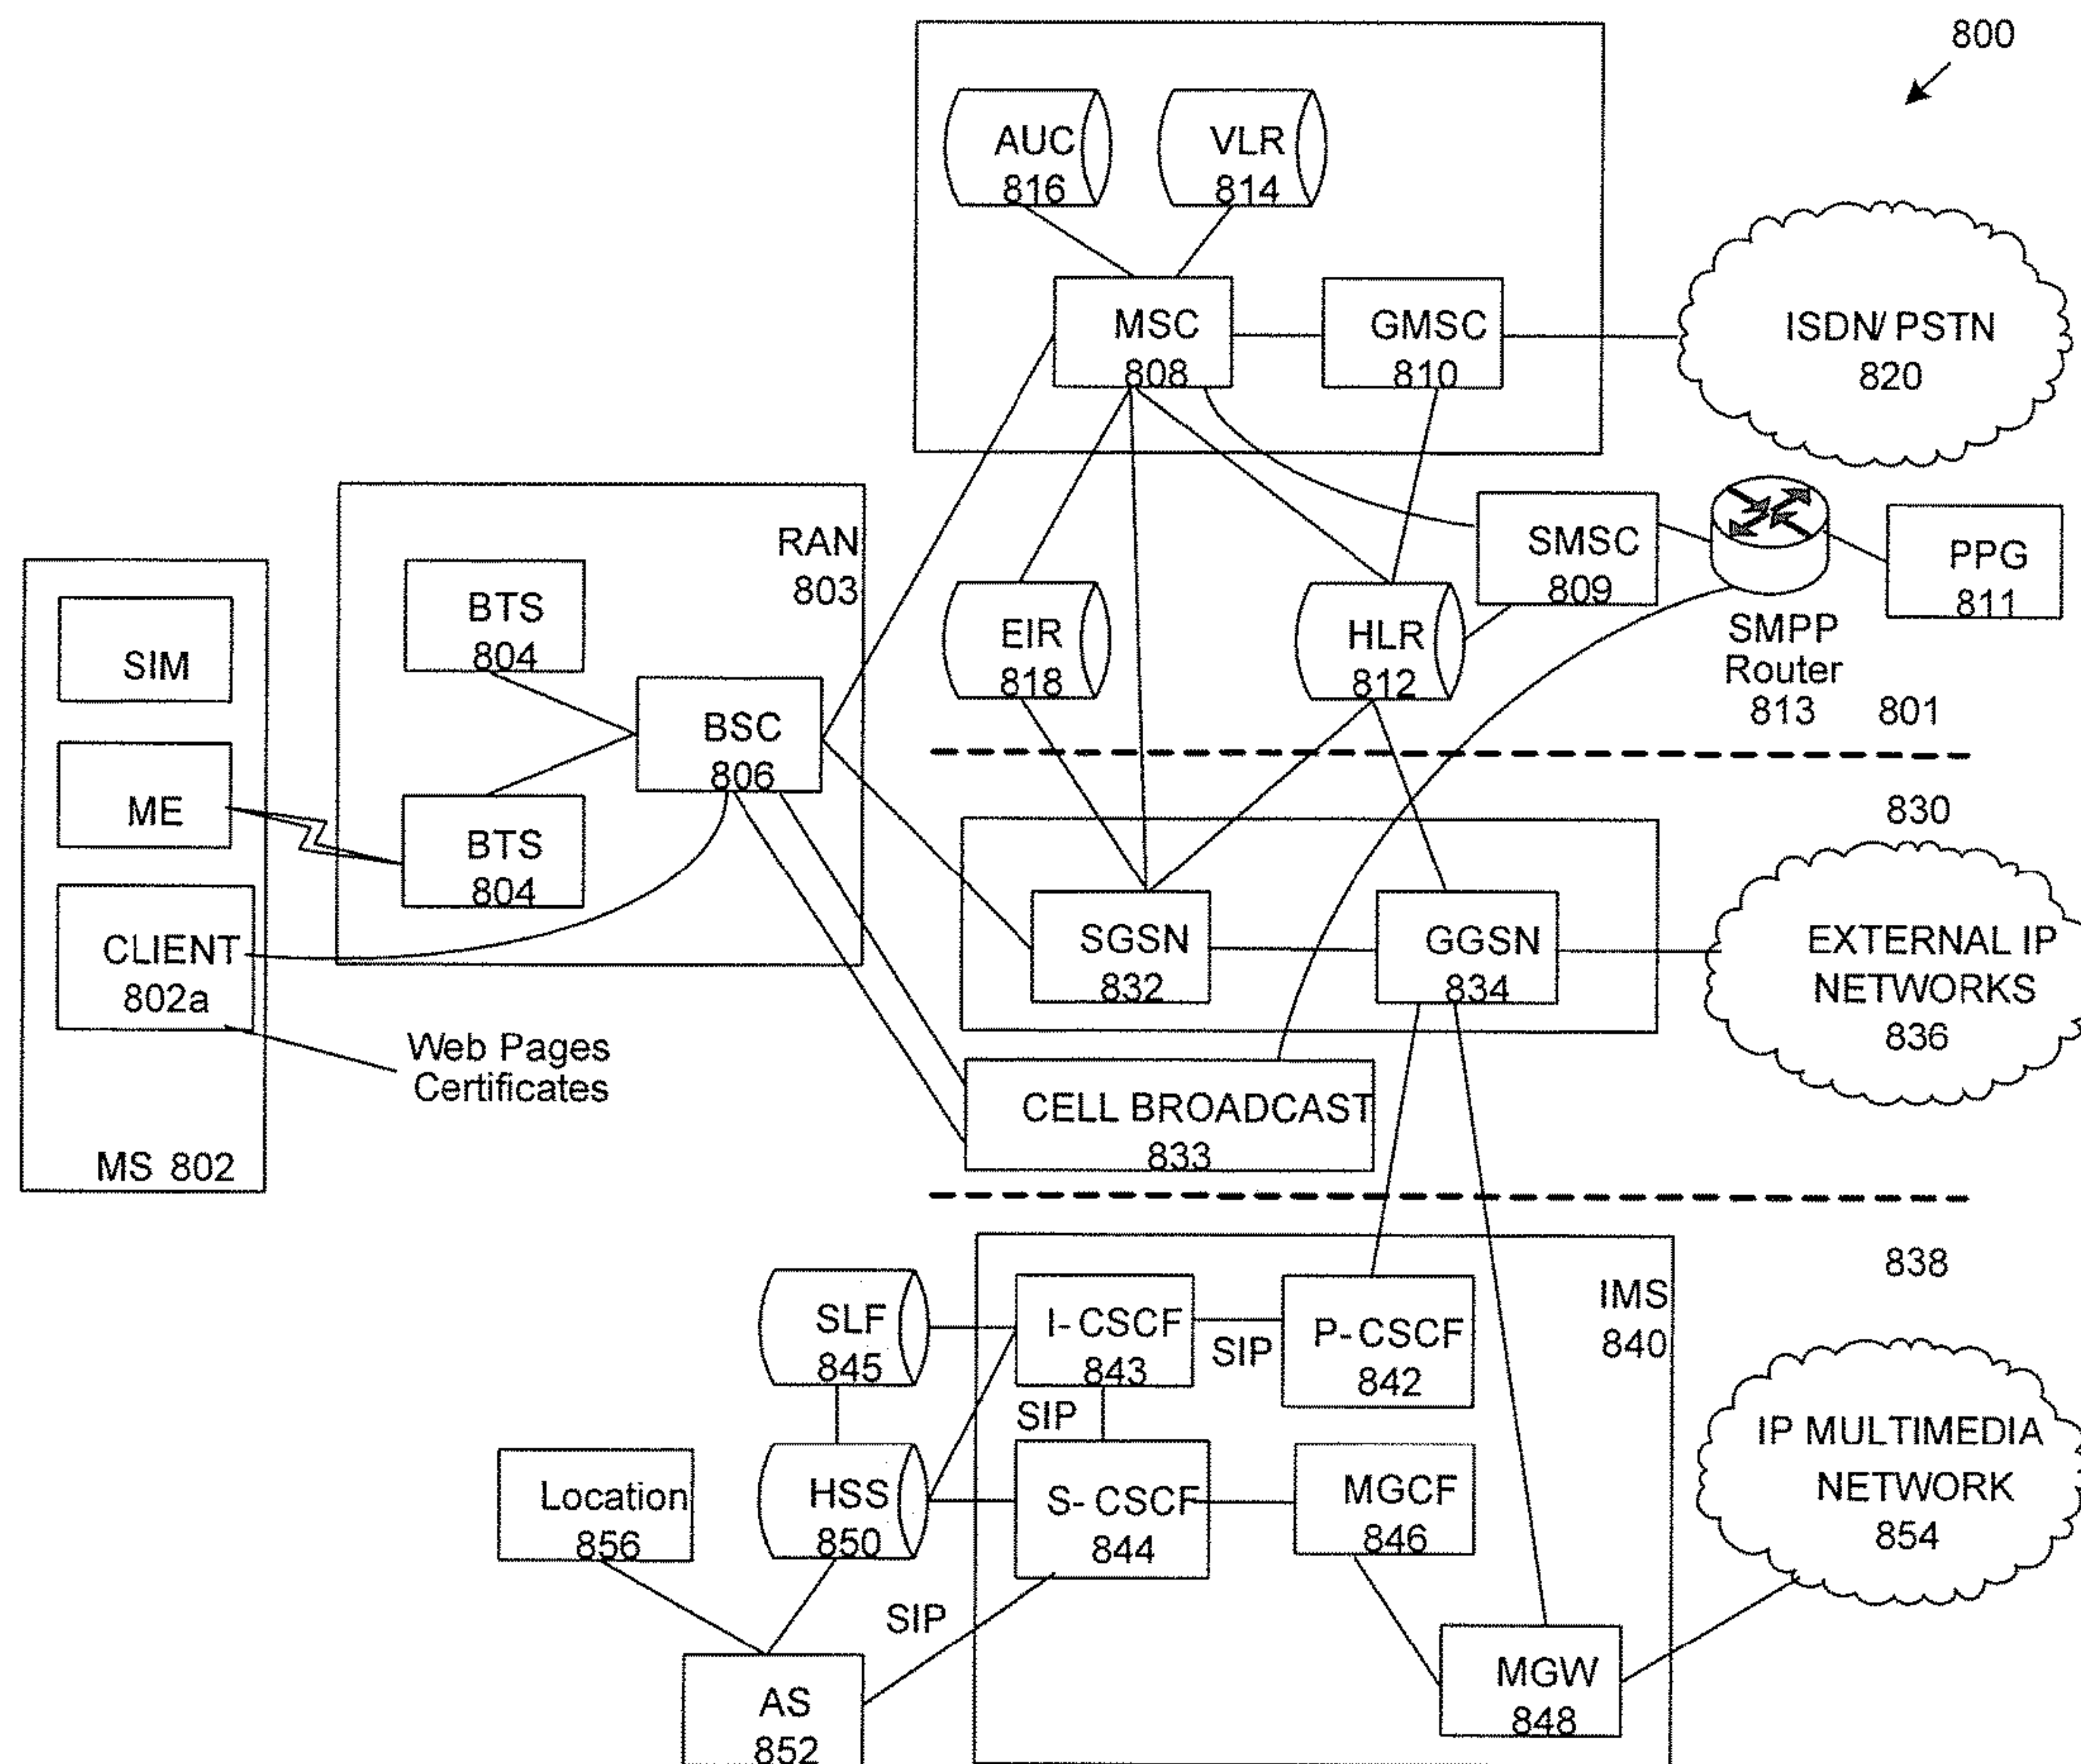 800
AUC
816
VLR
814
MSC
808
GMSC
810
ISDN/ PSTN
820
RAN
803
SMSC
809
PPG
811
SMPP
Router
813
801
BTS
804
EIR
818
HLR
812
SIM
BSC
806
ME
BTS
804
830
CLIENT
802a
SGSN
832
GGSN
834
EXTERNAL IP
NETWORKS
836
Web Pages
Certificates
CELL BROADCAST
833
MS 802
838
SLF
845
I- CSCF
843
SIP
P- CSCF
842
IMS
840
SIP
Location
856
HSS
850
S- CSCF
844
MGCF
846
IP MULTIMEDIA
NETWORK
854
SIP
AS
852
MGW
848